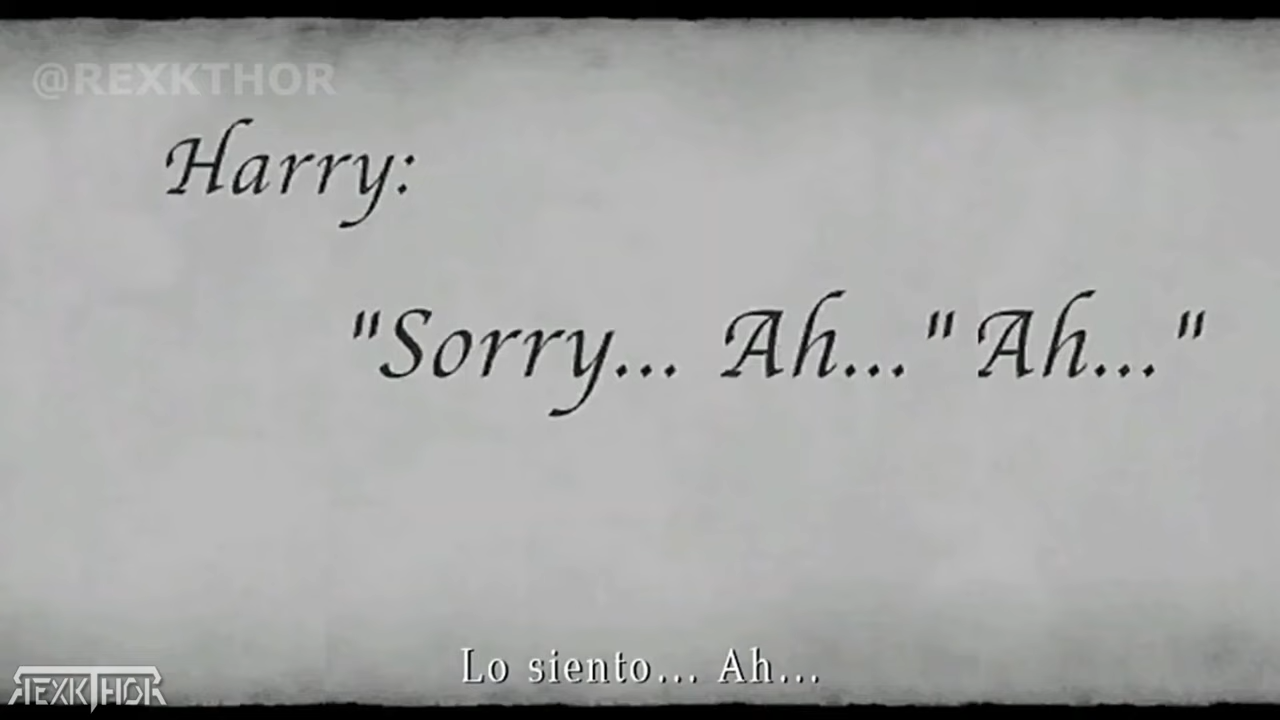 @REXKTHOR
Harry:
"Sorry... Ah..." Ah..."
Lo siento... Ah...
REXKTHOR